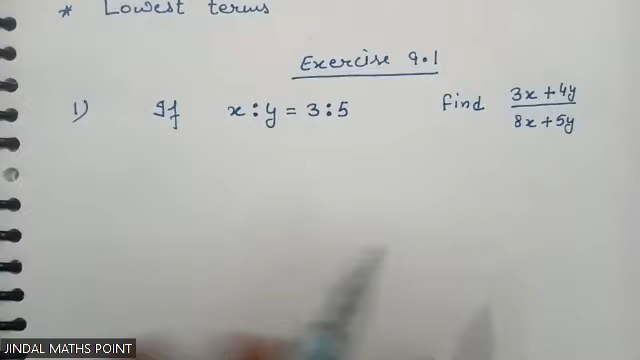 * Lowest terms
Exercise 9.1
1) If x:y = 3:5 find 3x+4y
8x+5y
JINDAL MATHS POINT